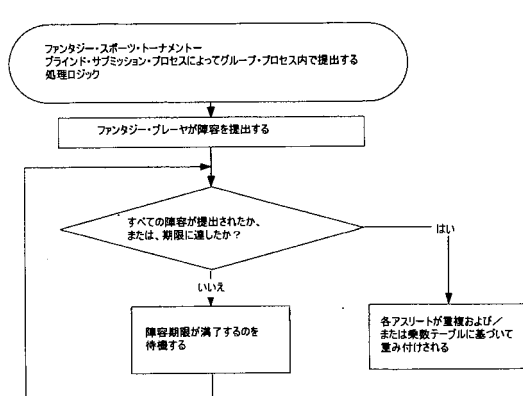 ファンタジー・スポーツ・トーナメントー
ブラインド・サブミッション・プロセスによってグループ・プロセス内で提出する
処理ロジック
ファンタジー・プレーヤが陣容を提出する
すべての陣容が提出されたか、
または、期限に達したか？
はい
いいえ
陣容期限が満了するのを
待機する
各アスリートが重複および／
または乗数テーブルに基づいて
重み付けされる